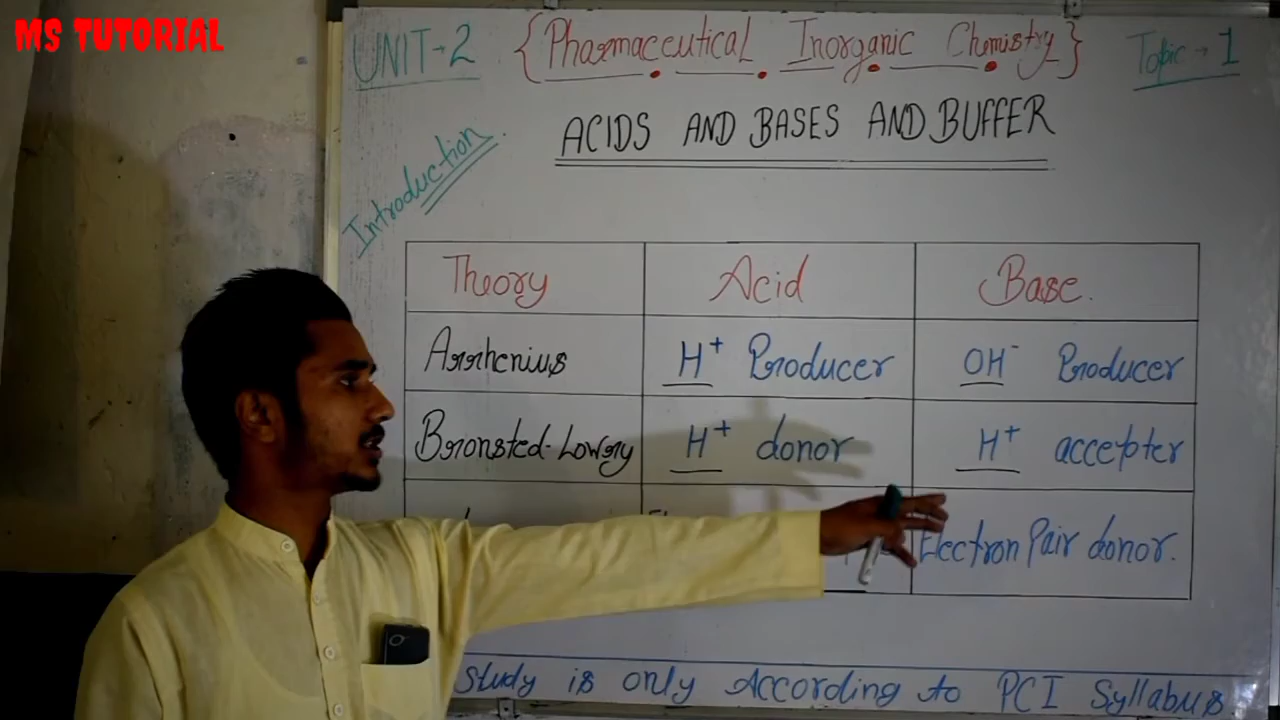 MS TUTORIAL
UNIT-2 {Pharmaceutical Inorganic Chemistry} Topic → 1
ACIDS AND BASES AND BUFFER
Introduction
Theory Acid Base.
Arrhenius H⁺ Producer OH⁻ Producer
Bronsted-Lowry H⁺ donor H⁺ accepter
Electron Pair donor.
Study is only According to PCI Syllabus